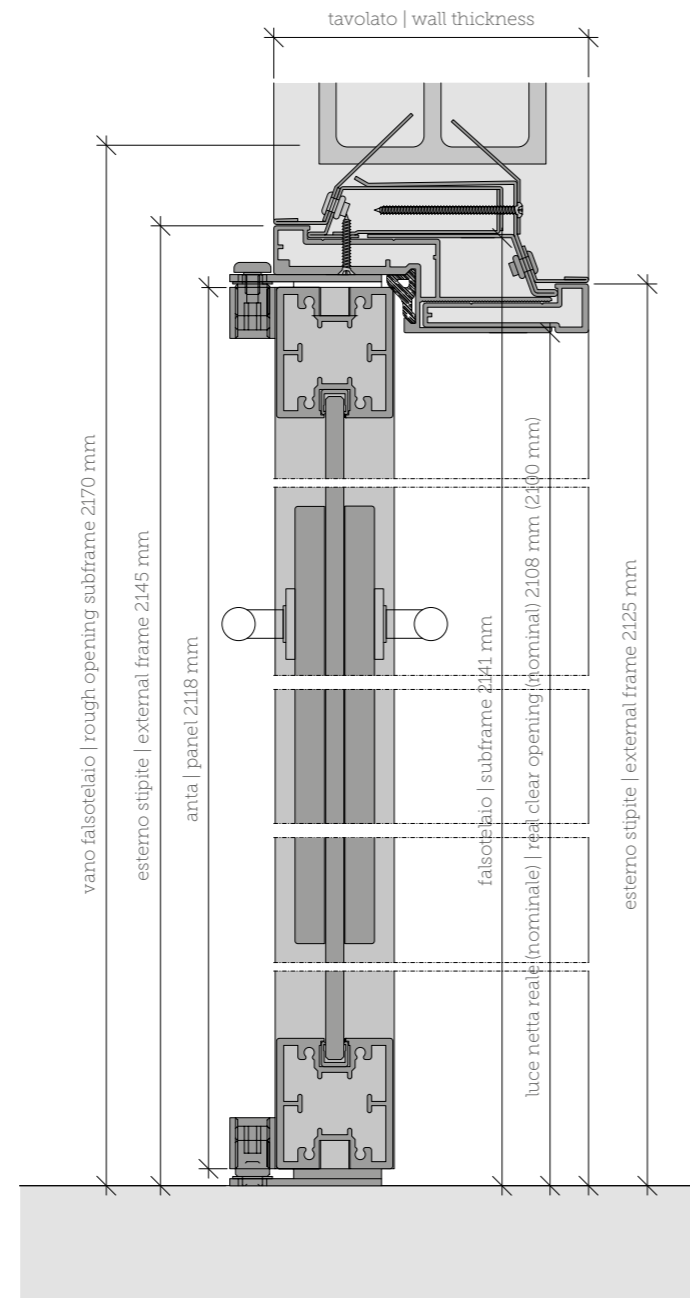 tavolato | wall thickness
vano falsotelaio | rough opening subframe 2170 mm
esterno stipite | external frame 2145 mm
anta | panel 2118 mm
falsotelaio | subframe 2141 mm
luce netta reale (nominale) | real clear opening (nominal) 2108 mm (2100 mm)
esterno stipite | external frame 2125 mm